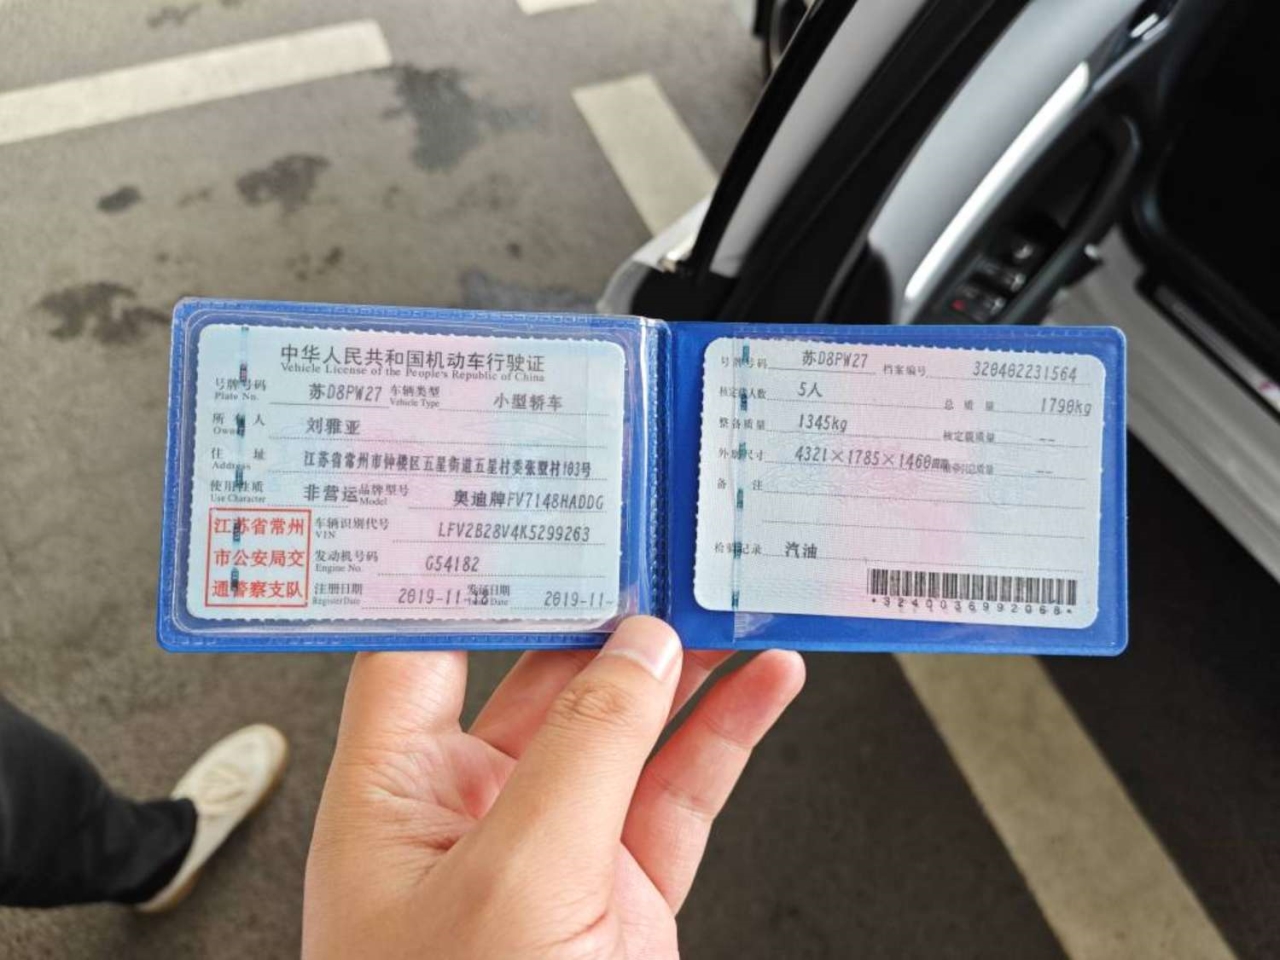 中华人民共和国机动车行驶证
Vehicle License of the People's Republic of China
号牌号码 苏D8PW27 车辆类型 小型轿车
Plate No. Vehicle Type
所有人 刘雅亚
Owner
住址 江苏省常州市钟楼区五星街道五星村委张墅村103号
Address
使用性质 非营运 品牌型号 奥迪牌FV7148HADDG
Use Character Model
江苏省常州
市公安局交
通警察支队
车辆识别代号 LFV2B28V4K5299263
VIN
发动机号码 G54182
Engine No.
注册日期 2019-11-18 发证日期 2019-11-
Register Date Issue Date
号牌号码 苏D8PW27 档案编号 320402231564
核定载人数 5人 总质量 1790kg
整备质量 1345kg 核定载质量 --
外廓尺寸 4321×1785×1460mm 准牵引总质量 --
备注
检验记录 汽油
*3240036992068*